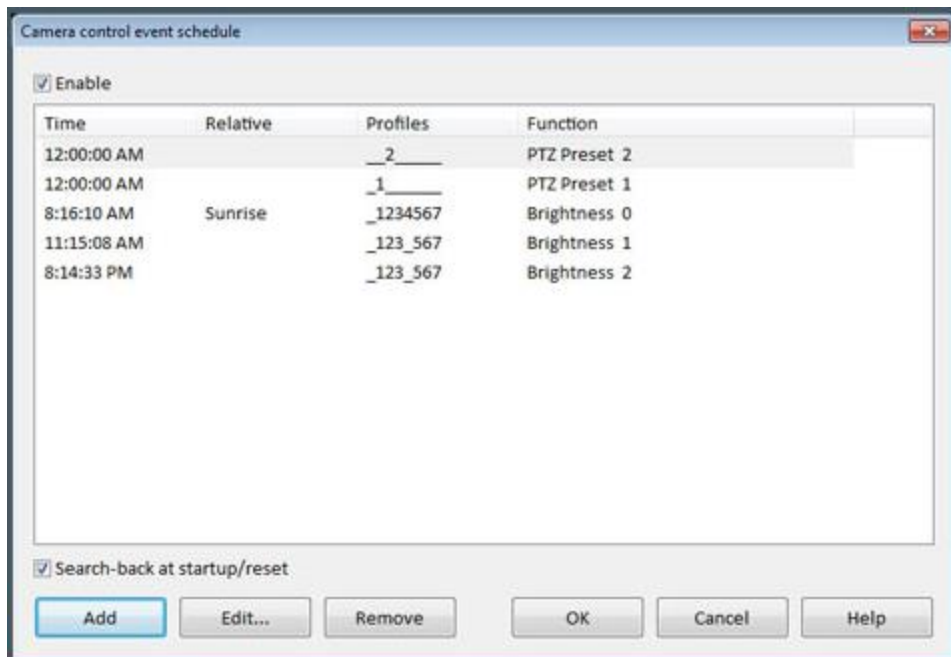 Camera control event schedule
Enable
Time Relative Profiles Function
12:00:00 AM __2_____ PTZ Preset 2
12:00:00 AM _1______ PTZ Preset 1
8:16:10 AM Sunrise _1234567 Brightness 0
11:15:08 AM _123_567 Brightness 1
8:14:33 PM _123_567 Brightness 2
Search-back at startup/reset
Add Edit... Remove OK Cancel Help